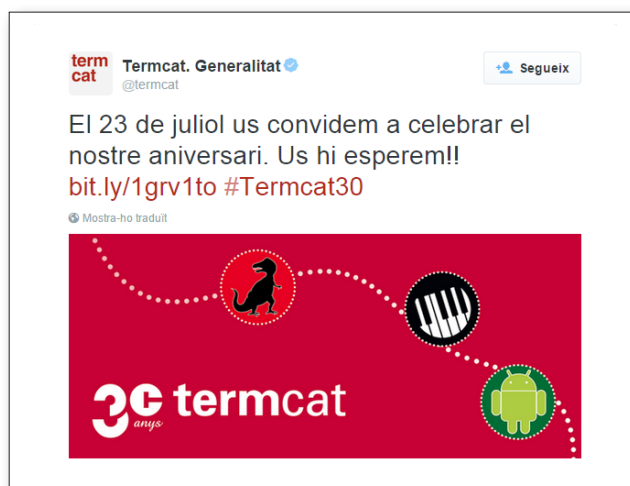 term
cat
Termcat. Generalitat
@termcat
Segueix
El 23 de juliol us convidem a celebrar el
nostre aniversari. Us hi esperem!!
bit.ly/1grv1to #Termcat30
Mostra-ho traduït
30 termcat
anys